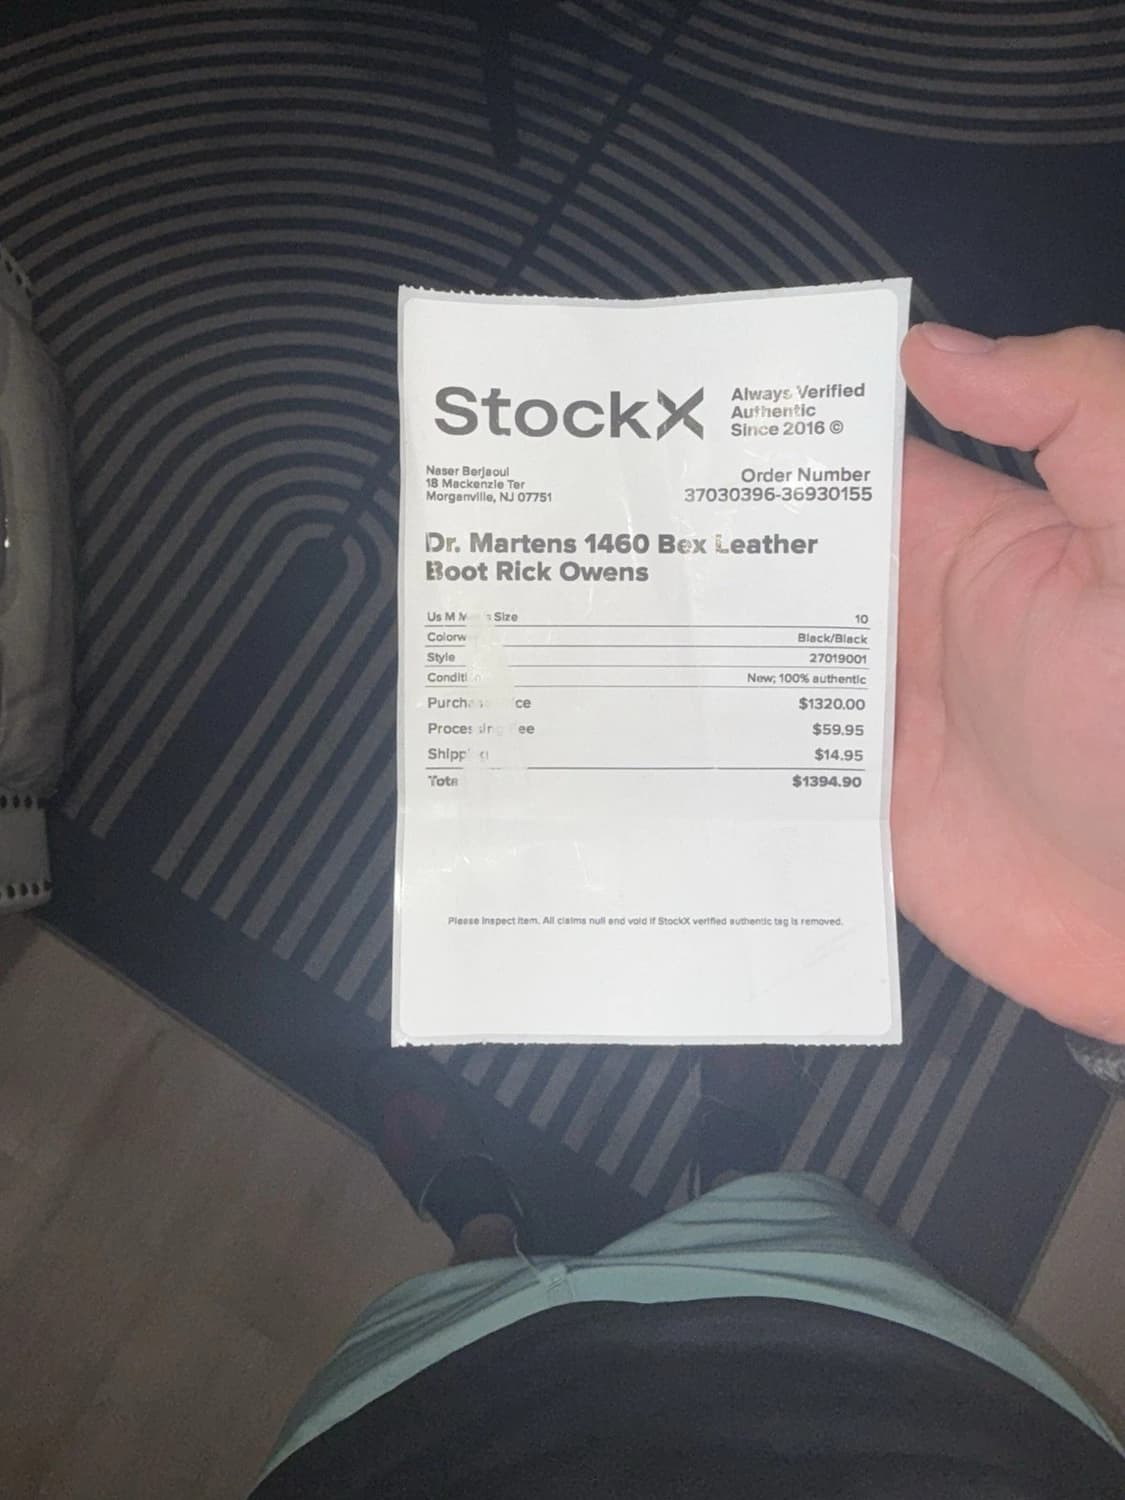 StockX
Always Verified
Authentic
Since 2016 ©
Naser Berjaoui
18 Mackenzie Ter
Morganville, NJ 07751
Order Number
37030396-36930155
Dr. Martens 1460 Bex Leather
Boot Rick Owens
Us M Size 10
Black/Black
Style 27019001
New; 100% authentic
$1320.00
$59.95
$14.95
$1394.90
Please Inspect item. All claims null and void if StockX verified authentic tag is removed.